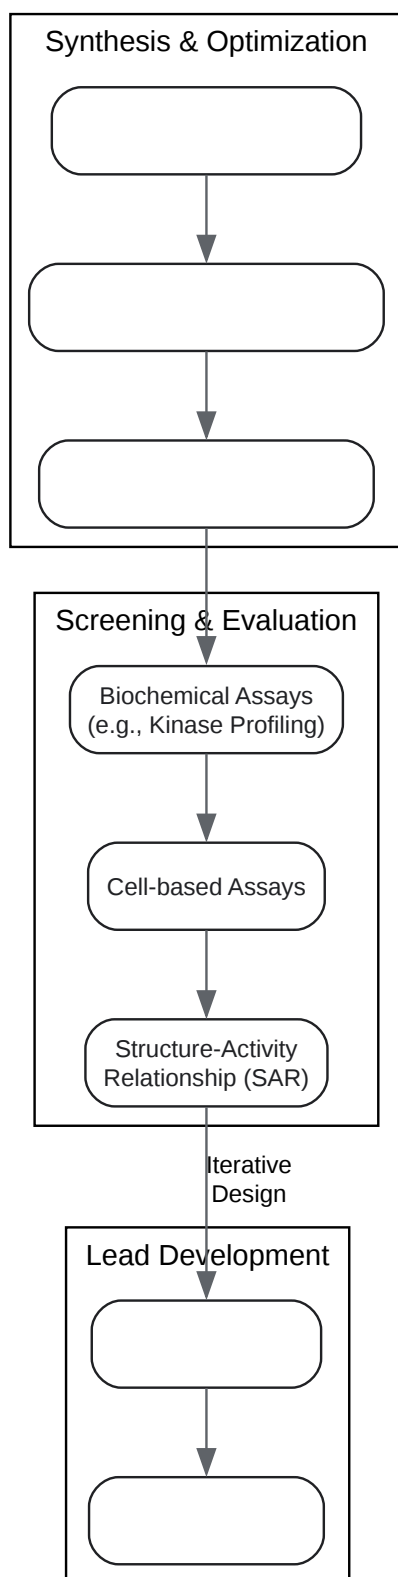 Synthesis & Optimization
Screening & Evaluation
Biochemical Assays
(e.g., Kinase Profiling)
Cell-based Assays
Structure-Activity
Relationship (SAR)
Iterative
Design
Lead Development